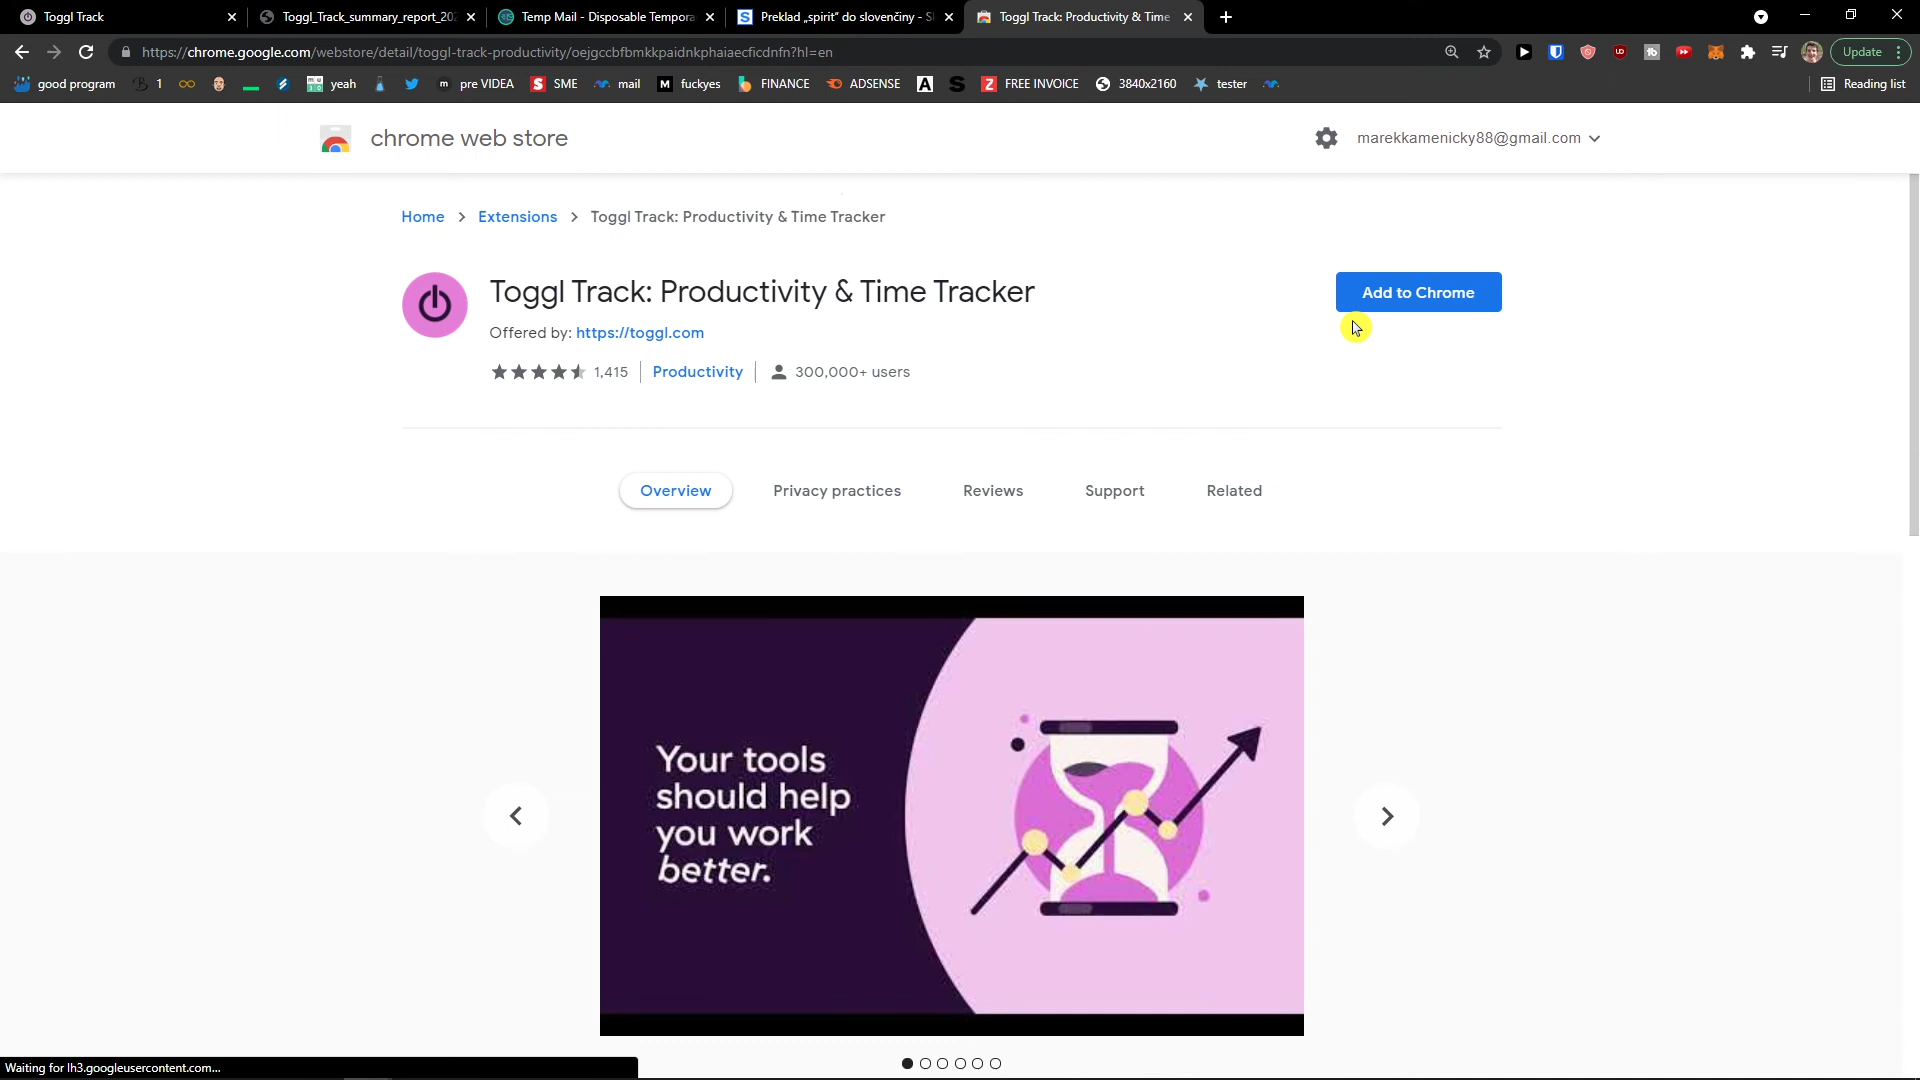 Toggl Track
Toggl_Track_summary_report_202
Temp Mail - Disposable Tempora
Preklad „spirit“ do slovenčiny - Sl
Toggl Track: Productivity & Time
https://chrome.google.com/webstore/detail/toggl-track-productivity/oejgccbfbmkkpaidnkphaiaecficdnfn?hl=en
Update
good program
1
yeah
pre VIDEA
SME
mail
fuckyes
FINANCE
ADSENSE
FREE INVOICE
3840x2160
tester
Reading list
chrome web store
marekkamenicky88@gmail.com
Home > Extensions > Toggl Track: Productivity & Time Tracker
Toggl Track: Productivity & Time Tracker
Add to Chrome
Offered by: https://toggl.com
1,415
Productivity
300,000+ users
Overview
Privacy practices
Reviews
Support
Related
Your tools
should help
you work
better.
Waiting for lh3.googleusercontent.com...